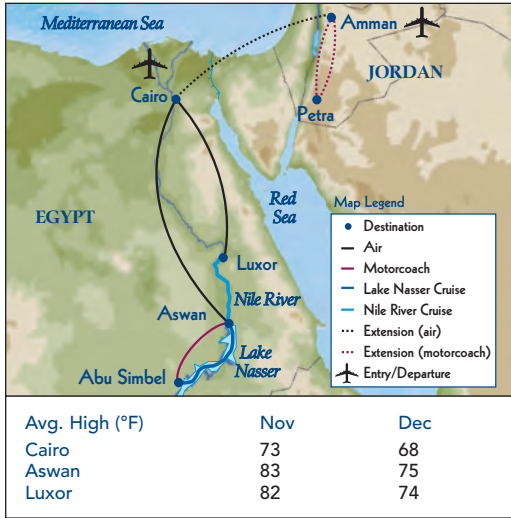 Mediterranean Sea
Amman
Cairo
JORDAN
Petra
EGYPT
Red
Sea
Luxor
Nile River
Aswan
Lake
Nasser
Abu Simbel
Map Legend
Destination
Air
Motorcoach
Lake Nasser Cruise
Nile River Cruise
Extension (air)
Extension (motorcoach)
Entry/Departure
Avg. High (°F) Nov Dec
Cairo 73 68
Aswan 83 75
Luxor 82 74